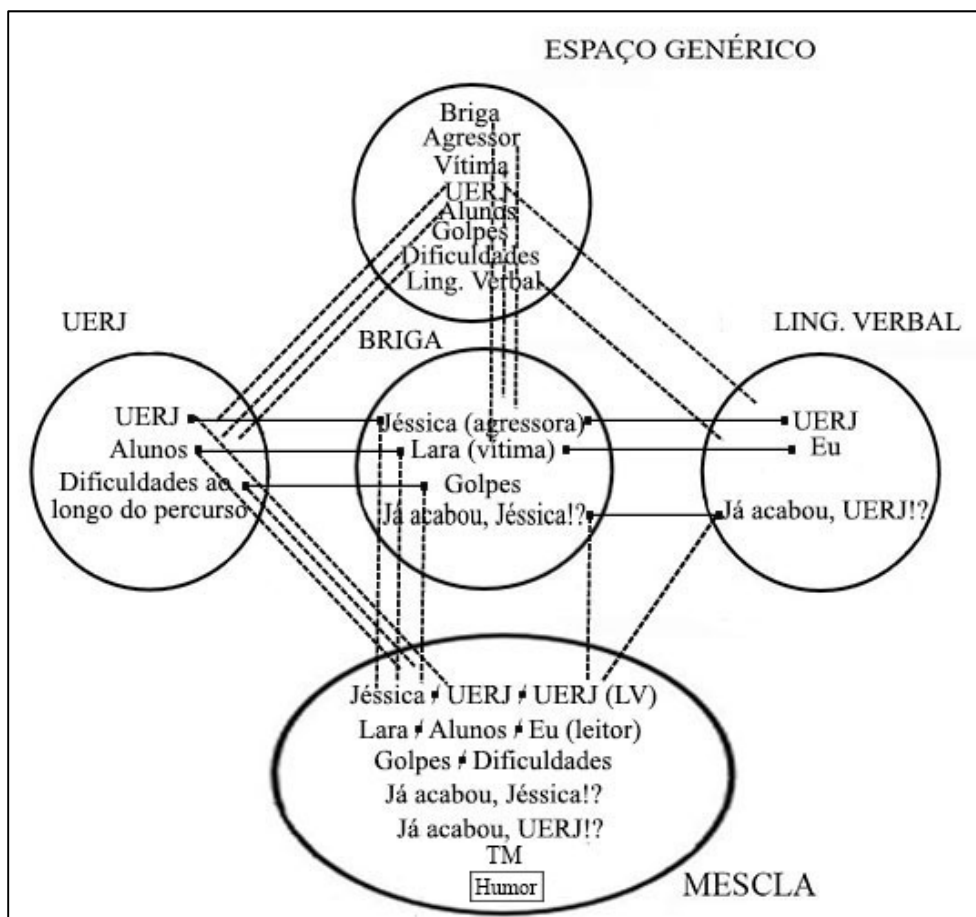 ESPAÇO GENÉRICO
Briga
Agressor
Vítima
UERJ
Alunos
Golpes
Dificuldades
Ling. Verbal
UERJ
UERJ
Alunos
Dificuldades ao
longo do percurso
BRIGA
Jéssica (agressora)
Lara (vítima)
Golpes
Já acabou, Jéssica!?
LING. VERBAL
UERJ
Eu
Já acabou, UERJ!?
Jéssica / UERJ / UERJ (LV)
Lara / Alunos / Eu (leitor)
Golpes / Dificuldades
Já acabou, Jéssica!?
Já acabou, UERJ!?
TM
Humor
MESCLA